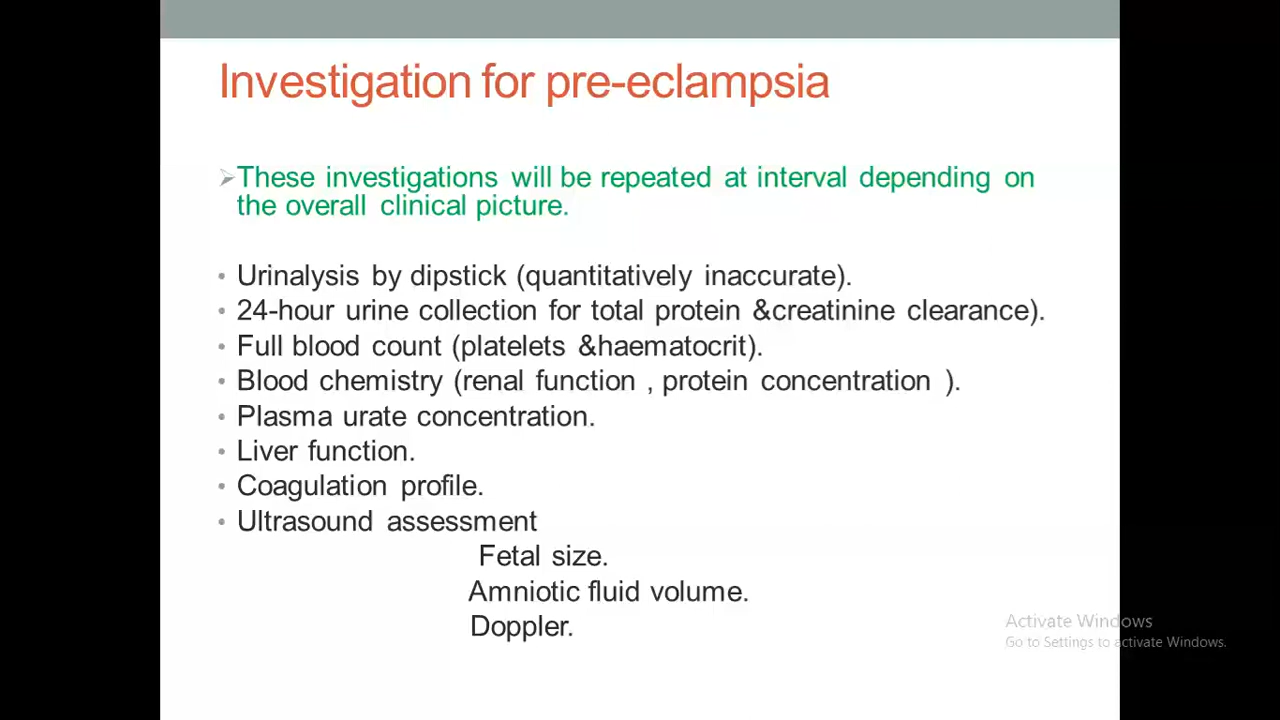 Investigation for pre-eclampsia
These investigations will be repeated at interval depending on
the overall clinical picture.
• Urinalysis by dipstick (quantitatively inaccurate).
• 24-hour urine collection for total protein &creatinine clearance).
• Full blood count (platelets &haematocrit).
• Blood chemistry (renal function , protein concentration ).
• Plasma urate concentration.
• Liver function.
• Coagulation profile.
• Ultrasound assessment
Fetal size.
Amniotic fluid volume.
Doppler.
Activate Windows
Go to Settings to activate Windows.